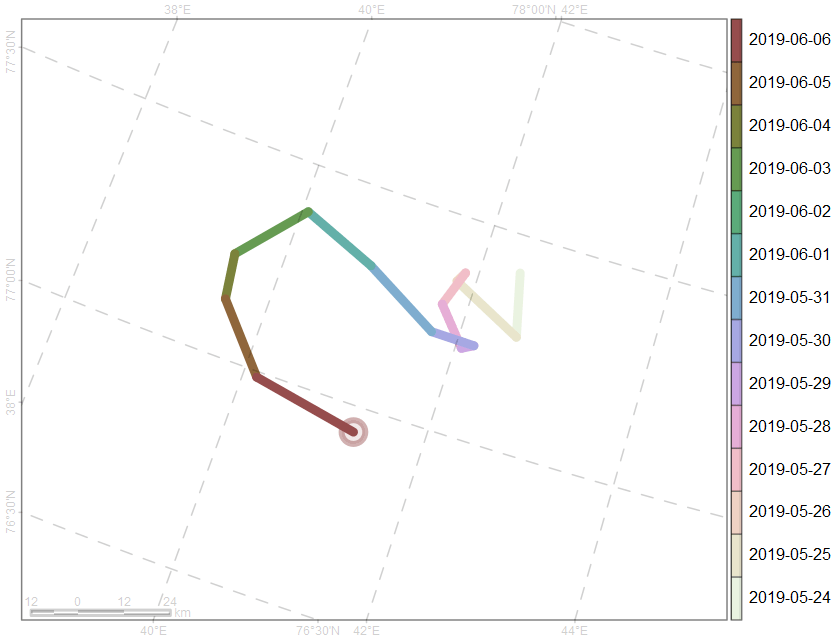 38°E 40°E 78°00'N 42°E
77°30'N
77°00'N
38°E
76°30'N
40°E 76°30'N 42°E 44°E
12 0 12 24
km
2019-06-06
2019-06-05
2019-06-04
2019-06-03
2019-06-02
2019-06-01
2019-05-31
2019-05-30
2019-05-29
2019-05-28
2019-05-27
2019-05-26
2019-05-25
2019-05-24